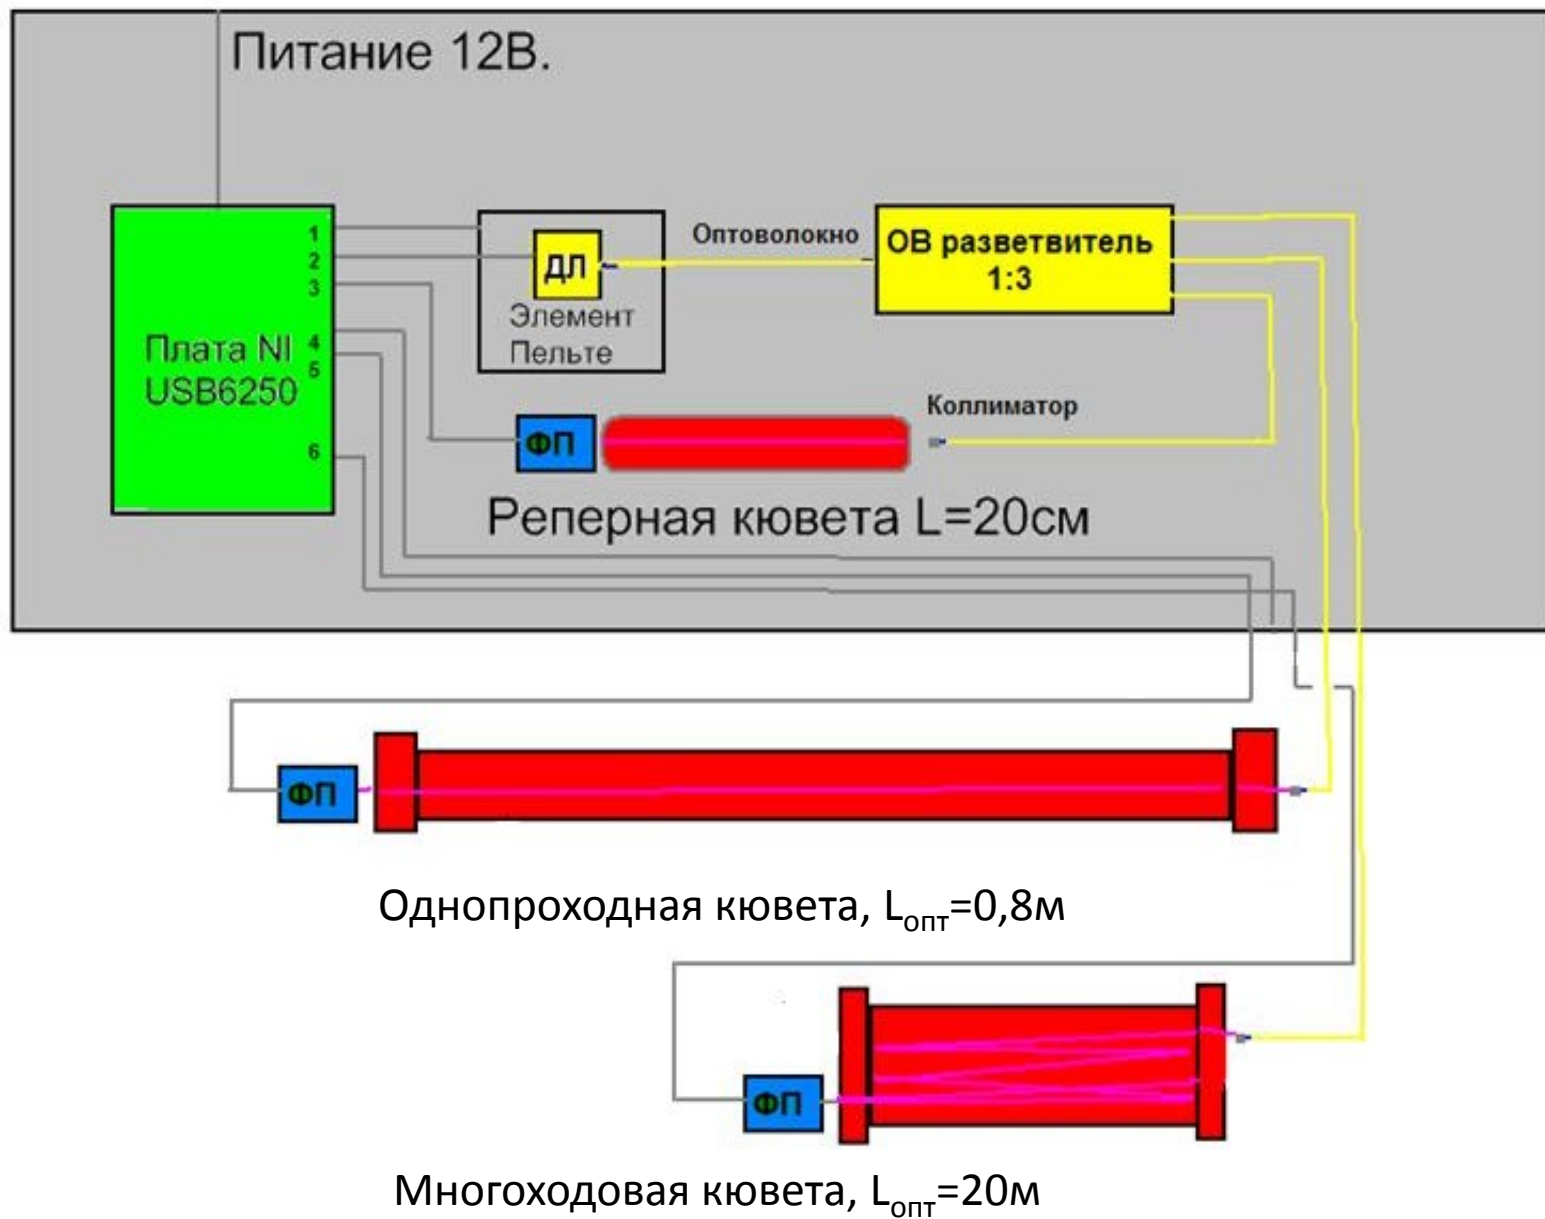 Питание 12В.
1
2
3
4
5
6
Плата NI
USB6250
ДЛ
Элемент
Пельте
Оптоволокно
ОВ разветвитель
1:3
ФП
Коллиматор
Реперная кювета L=20см
ФП
Однопроходная кювета, Lопт=0,8м
ФП
Многоходовая кювета, Lопт=20м